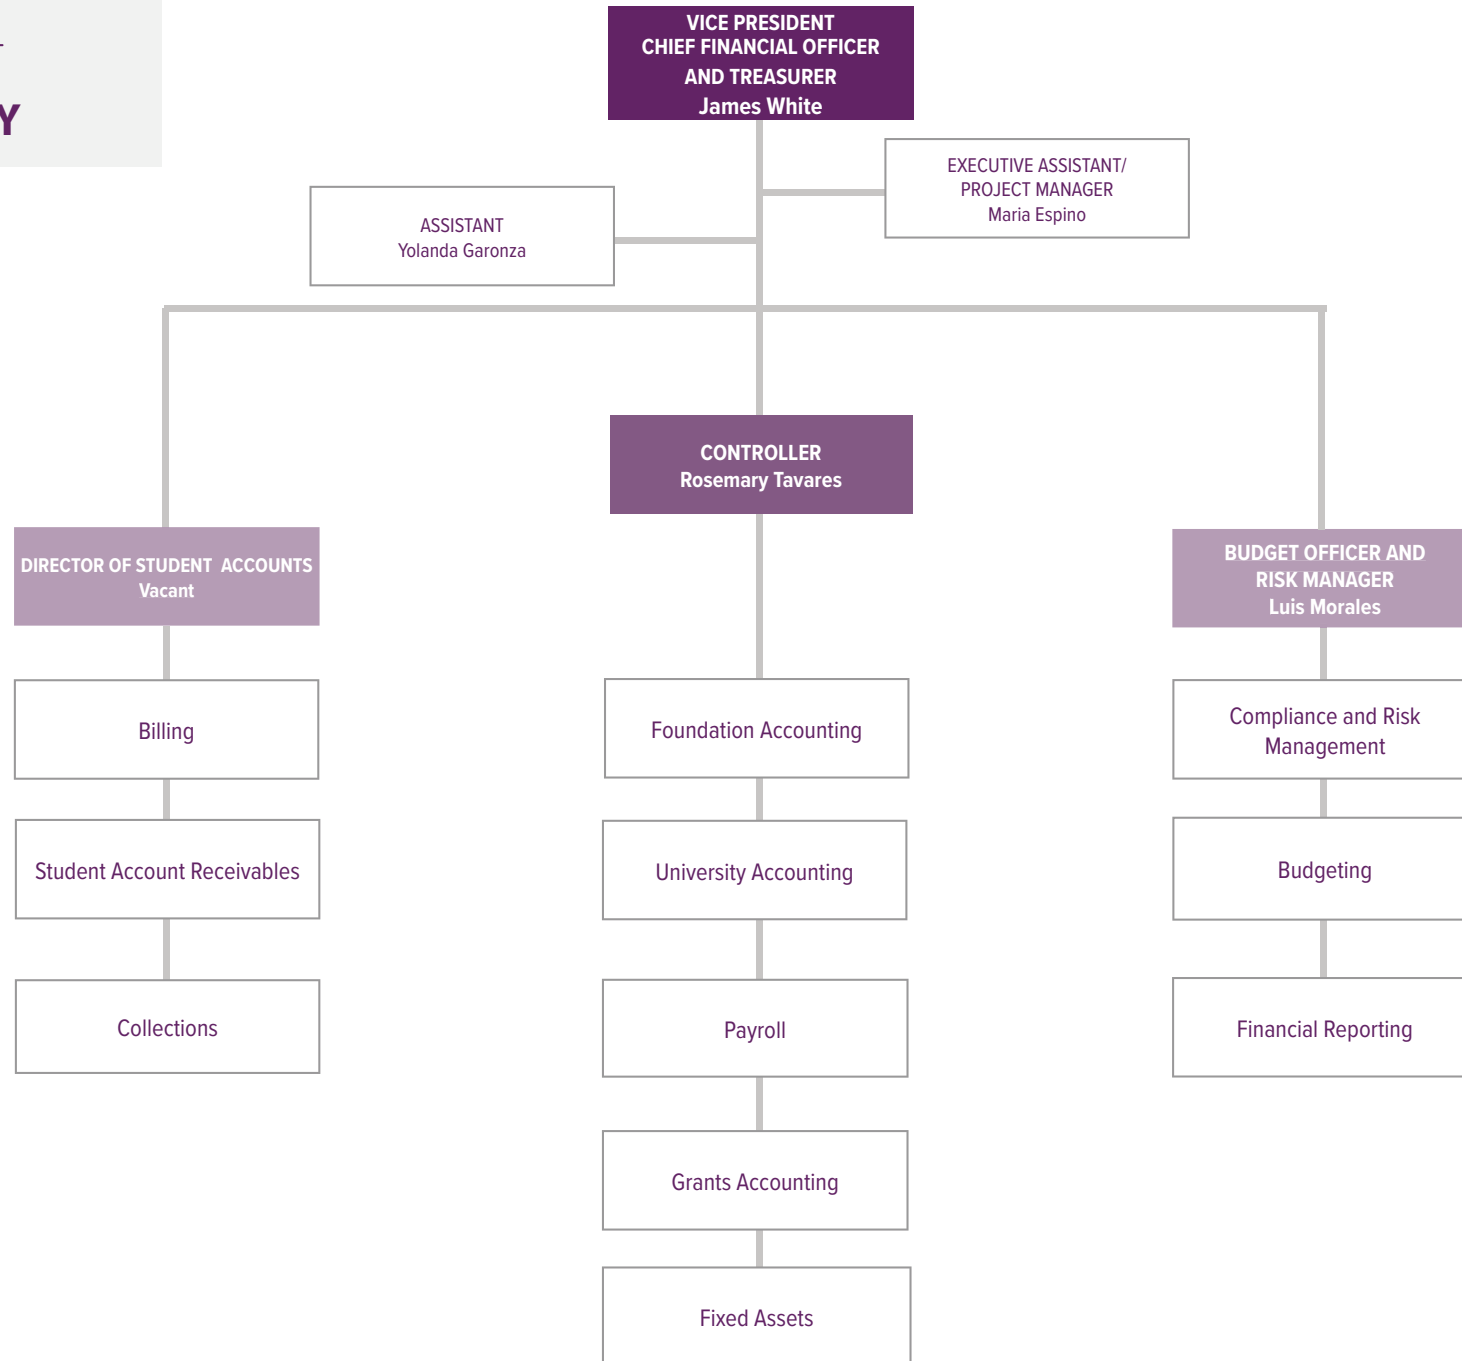 Y
VICE PRESIDENT
CHIEF FINANCIAL OFFICER
AND TREASURER
James White
EXECUTIVE ASSISTANT/
PROJECT MANAGER
Maria Espino
ASSISTANT
Yolanda Garonza
CONTROLLER
Rosemary Tavares
DIRECTOR OF STUDENT ACCOUNTS
Vacant
BUDGET OFFICER AND
RISK MANAGER
Luis Morales
Billing
Foundation Accounting
Compliance and Risk
Management
Student Account Receivables
University Accounting
Budgeting
Collections
Payroll
Financial Reporting
Grants Accounting
Fixed Assets